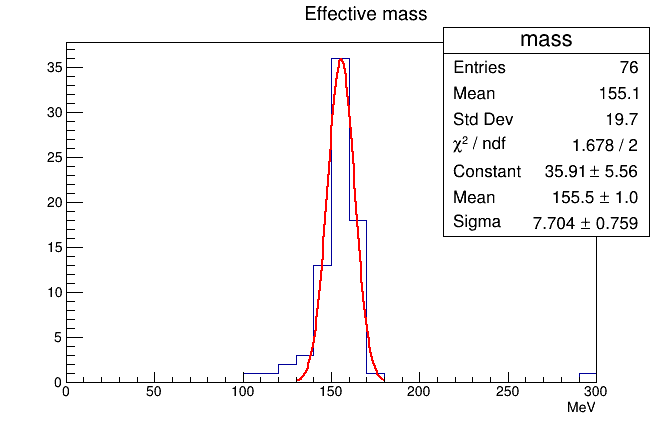 Effective mass
mass
Entries 76
Mean 155.1
Std Dev 19.7
χ² / ndf 1.678 / 2
Constant 35.91 ± 5.56
Mean 155.5 ± 1.0
Sigma 7.704 ± 0.759
35
30
25
20
15
10
5
0
0 50 100 150 200 250 300
MeV